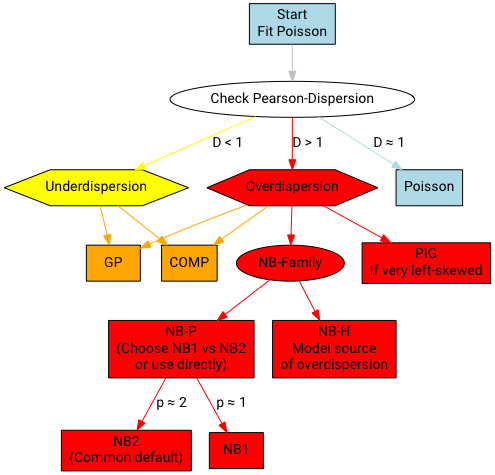 Start
Fit Poisson
Check Pearson-Dispersion
D < 1
D > 1
D ≈ 1
Underdispersion
Overdispersion
Poisson
GP
COMP
NB-Family
PIG
If very left-skewed
NB-P
(Choose NB1 vs NB2
or use directly)
NB-H
Model source
of overdispersion
p ≈ 2
p ≈ 1
NB2
(Common default)
NB1